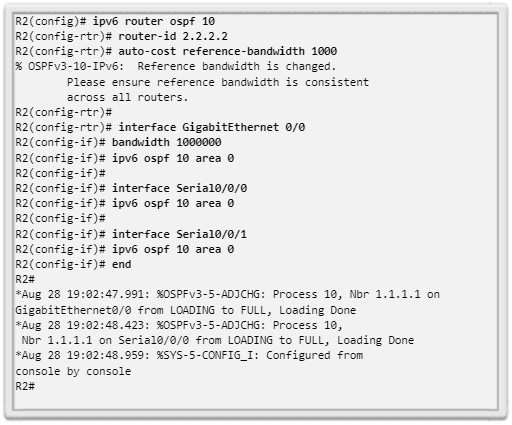 R2(config)# ipv6 router ospf 10
R2(config-rtr)# router-id 2.2.2.2
R2(config-rtr)# auto-cost reference-bandwidth 1000
% OSPFv3-10-IPv6:  Reference bandwidth is changed.
        Please ensure reference bandwidth is consistent
        across all routers.
R2(config-rtr)#
R2(config-rtr)# interface GigabitEthernet 0/0
R2(config-if)# bandwidth 1000000
R2(config-if)# ipv6 ospf 10 area 0
R2(config-if)#
R2(config-if)# interface Serial0/0/0
R2(config-if)# ipv6 ospf 10 area 0
R2(config-if)#
R2(config-if)# interface Serial0/0/1
R2(config-if)# ipv6 ospf 10 area 0
R2(config-if)# end
R2#
*Aug 28 19:02:47.991: %OSPFv3-5-ADJCHG: Process 10, Nbr 1.1.1.1 on
GigabitEthernet0/0 from LOADING to FULL, Loading Done
*Aug 28 19:02:48.423: %OSPFv3-5-ADJCHG: Process 10,
 Nbr 1.1.1.1 on Serial0/0/0 from LOADING to FULL, Loading Done
*Aug 28 19:02:48.959: %SYS-5-CONFIG_I: Configured from
console by console
R2#